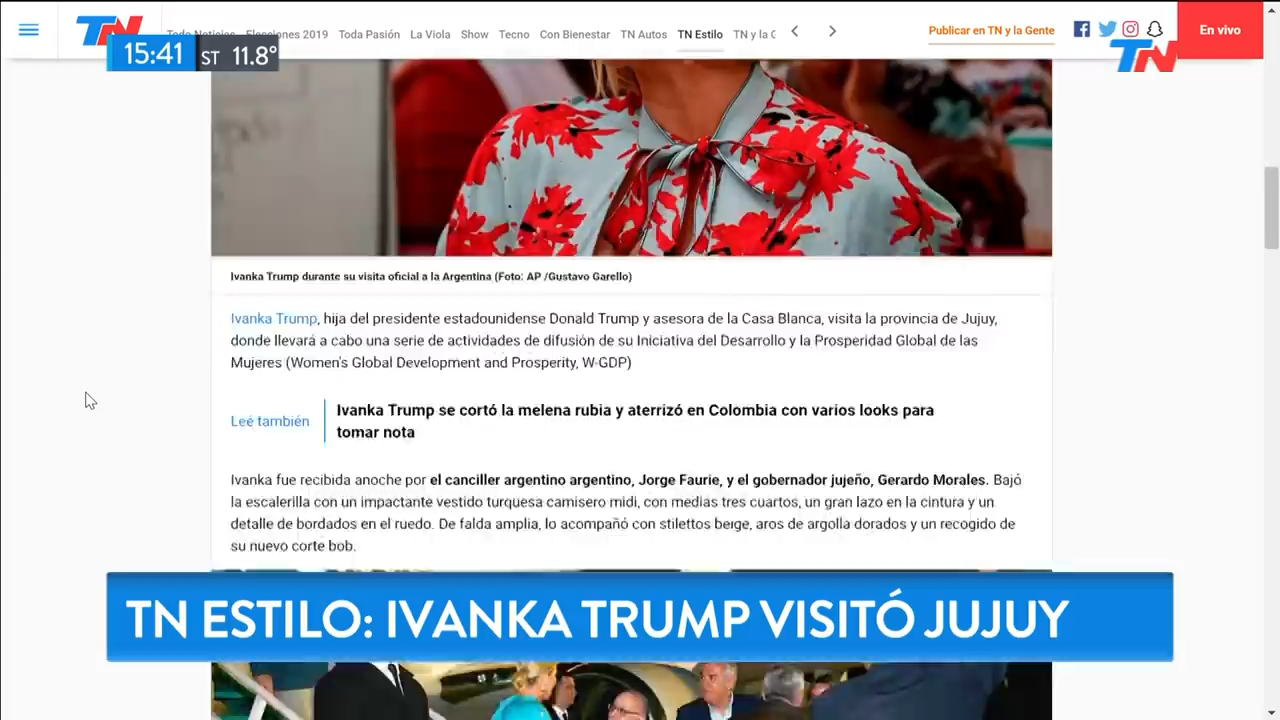 TN
Todo Noticias
Elecciones 2019
Toda Pasión
La Viola
Show
Tecno
Con Bienestar
TN Autos
TN Estilo
TN y la G
Publicar en TN y la Gente
En vivo
15:41
ST 11.8°
TN
Ivanka Trump durante su visita oficial a la Argentina (Foto: AP /Gustavo Garello)
Ivanka Trump, hija del presidente estadounidense Donald Trump y asesora de la Casa Blanca, visita la provincia de Jujuy,
donde llevará a cabo una serie de actividades de difusión de su Iniciativa del Desarrollo y la Prosperidad Global de las
Mujeres (Women's Global Development and Prosperity, W-GDP)
Leé también
Ivanka Trump se cortó la melena rubia y aterrizó en Colombia con varios looks para
tomar nota
Ivanka fue recibida anoche por el canciller argentino argentino, Jorge Faurie, y el gobernador jujeño, Gerardo Morales. Bajó
la escalerilla con un impactante vestido turquesa camisero midi, con medias tres cuartos, un gran lazo en la cintura y un
detalle de bordados en el ruedo. De falda amplia, lo acompañó con stilettos beige, aros de argolla dorados y un recogido de
su nuevo corte bob.
TN ESTILO: IVANKA TRUMP VISITÓ JUJUY